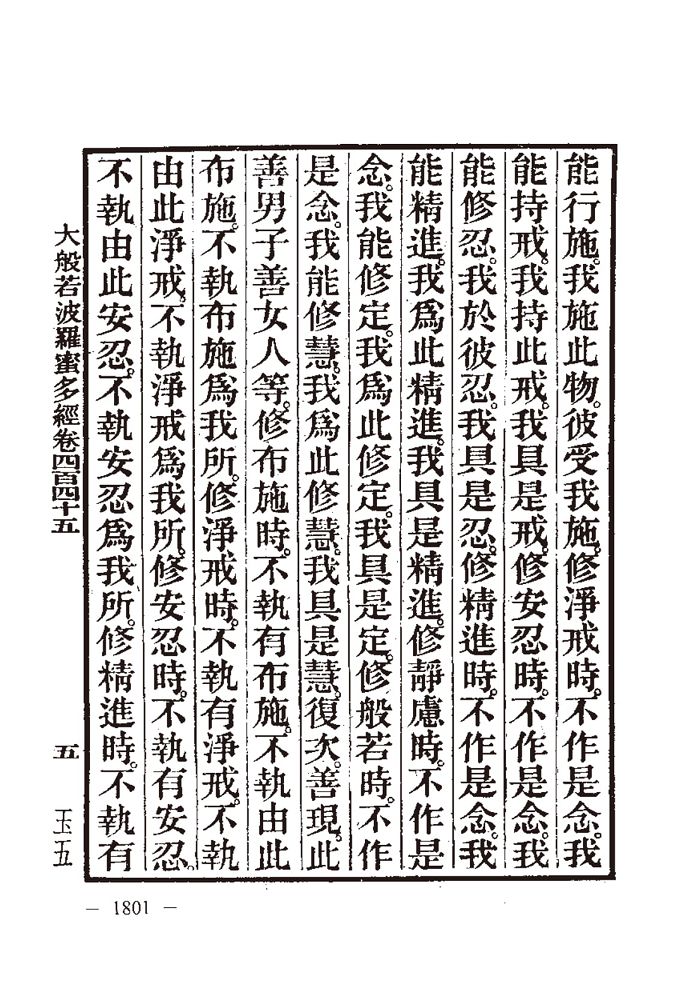 能行施。我施此物。彼受我施。修淨戒時。不作是念。我
能持戒。我持此戒。我具是戒。修安忍時。不作是念。我
能修忍。我於彼忍。我具是忍。修精進時。不作是念。我
能精進。我爲此精進。我具是精進。修靜慮時。不作是
念。我能修定。我爲此修定。我具是定。修般若時。不作
是念。我能修慧。我爲此修慧。我具是慧。復次。善現。此
善男子善女人等。修布施時。不執有布施。不執由此
布施。不執布施爲我所。修淨戒時。不執有淨戒。不執
由此淨戒。不執淨戒爲我所。修安忍時。不執有安忍。
不執由此安忍。不執安忍爲我所。修精進時。不執有
大般若波羅蜜多經卷四百四十五 五 玉五
— 1801 —